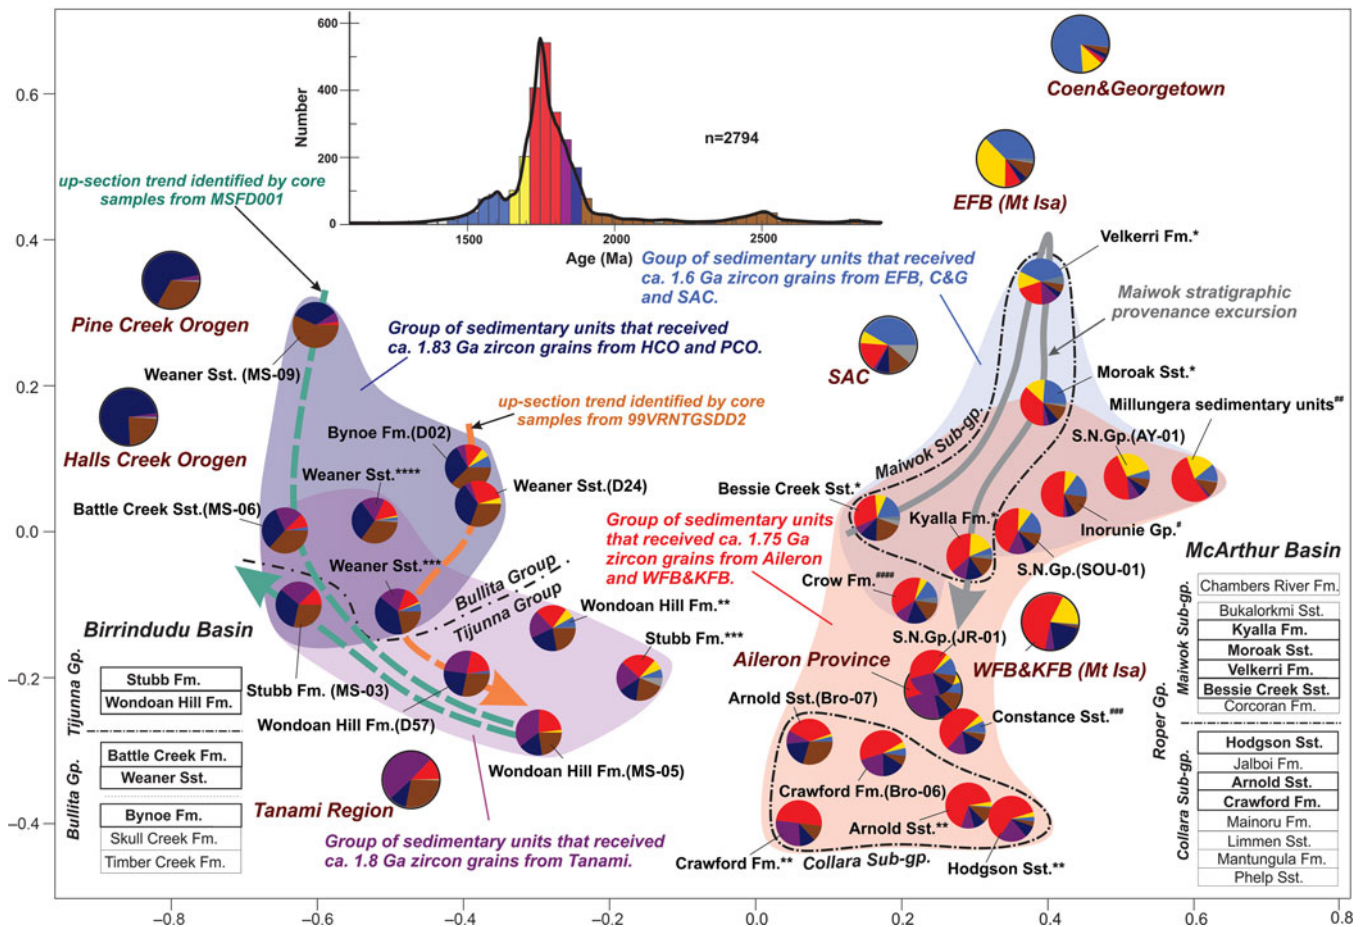 0.6
0.4
0.2
0.0
–0.2
–0.4
–0.8
–0.6
–0.4
–0.2
0.0
0.2
0.4
0.6
0.8
600
400
200
0
Number
1500
2000
2500
Age (Ma)
n=2794
up-section trend identified by core
samples from MSFD001
Pine Creek Orogen
Halls Creek Orogen
Weaner Sst. (MS-09)
Group of sedimentary units that received
ca. 1.83 Ga zircon grains from HCO and PCO.
up-section trend identified by core
samples from 99VRNTGSDD2
Bynoe Fm.(D02)
Weaner Sst.****
Weaner Sst.(D24)
Battle Creek Sst.(MS-06)
Weaner Sst.***
Bullita Group
Tijunna Group
Wondoan Hill Fm.**
Stubb Fm.***
Stubb Fm. (MS-03)
Wondoan Hill Fm.(D57)
Wondoan Hill Fm.(MS-05)
Tanami Region
Group of sedimentary units that received
ca. 1.8 Ga zircon grains from Tanami.
Birrindudu Basin
Tijunna Gp.
Stubb Fm.
Wondoan Hill Fm.
Bullita Gp.
Battle Creek Fm.
Weaner Sst.
Bynoe Fm.
Skull Creek Fm.
Timber Creek Fm.
Coen&Georgetown
EFB (Mt Isa)
Goup of sedimentary units that received
ca. 1.6 Ga zircon grains from EFB, C&G
and SAC.
Velkerri Fm.*
Maiwok stratigraphic
provenance excursion
SAC
Moroak Sst.*
Millungera sedimentary units##
S.N.Gp.(AY-01)
Maiwok Sub-gp.
Bessie Creek Sst.*
Kyalla Fm.*
Inorunie Gp.#
S.N.Gp.(SOU-01)
Group of sedimentary units
that received ca. 1.75 Ga
zircon grains from Aileron
and WFB&KFB.
Crow Fm.####
S.N.Gp.(JR-01)
WFB&KFB (Mt Isa)
Aileron Province
Arnold Sst.(Bro-07)
Constance Sst.###
Crawford Fm.(Bro-06)
Arnold Sst.**
Crawford Fm.**
Collara Sub-gp.
Hodgson Sst.**
McArthur Basin
Roper Gp.
Maiwok Sub-gp.
Chambers River Fm.
Bukalorkmi Sst.
Kyalla Fm.
Moroak Sst.
Velkerri Fm.
Bessie Creek Sst.
Corcoran Fm.
Collara Sub-gp.
Hodgson Sst.
Jalboi Fm.
Arnold Sst.
Crawford Fm.
Mainoru Fm.
Limmen Sst.
Mantungula Fm.
Phelp Sst.